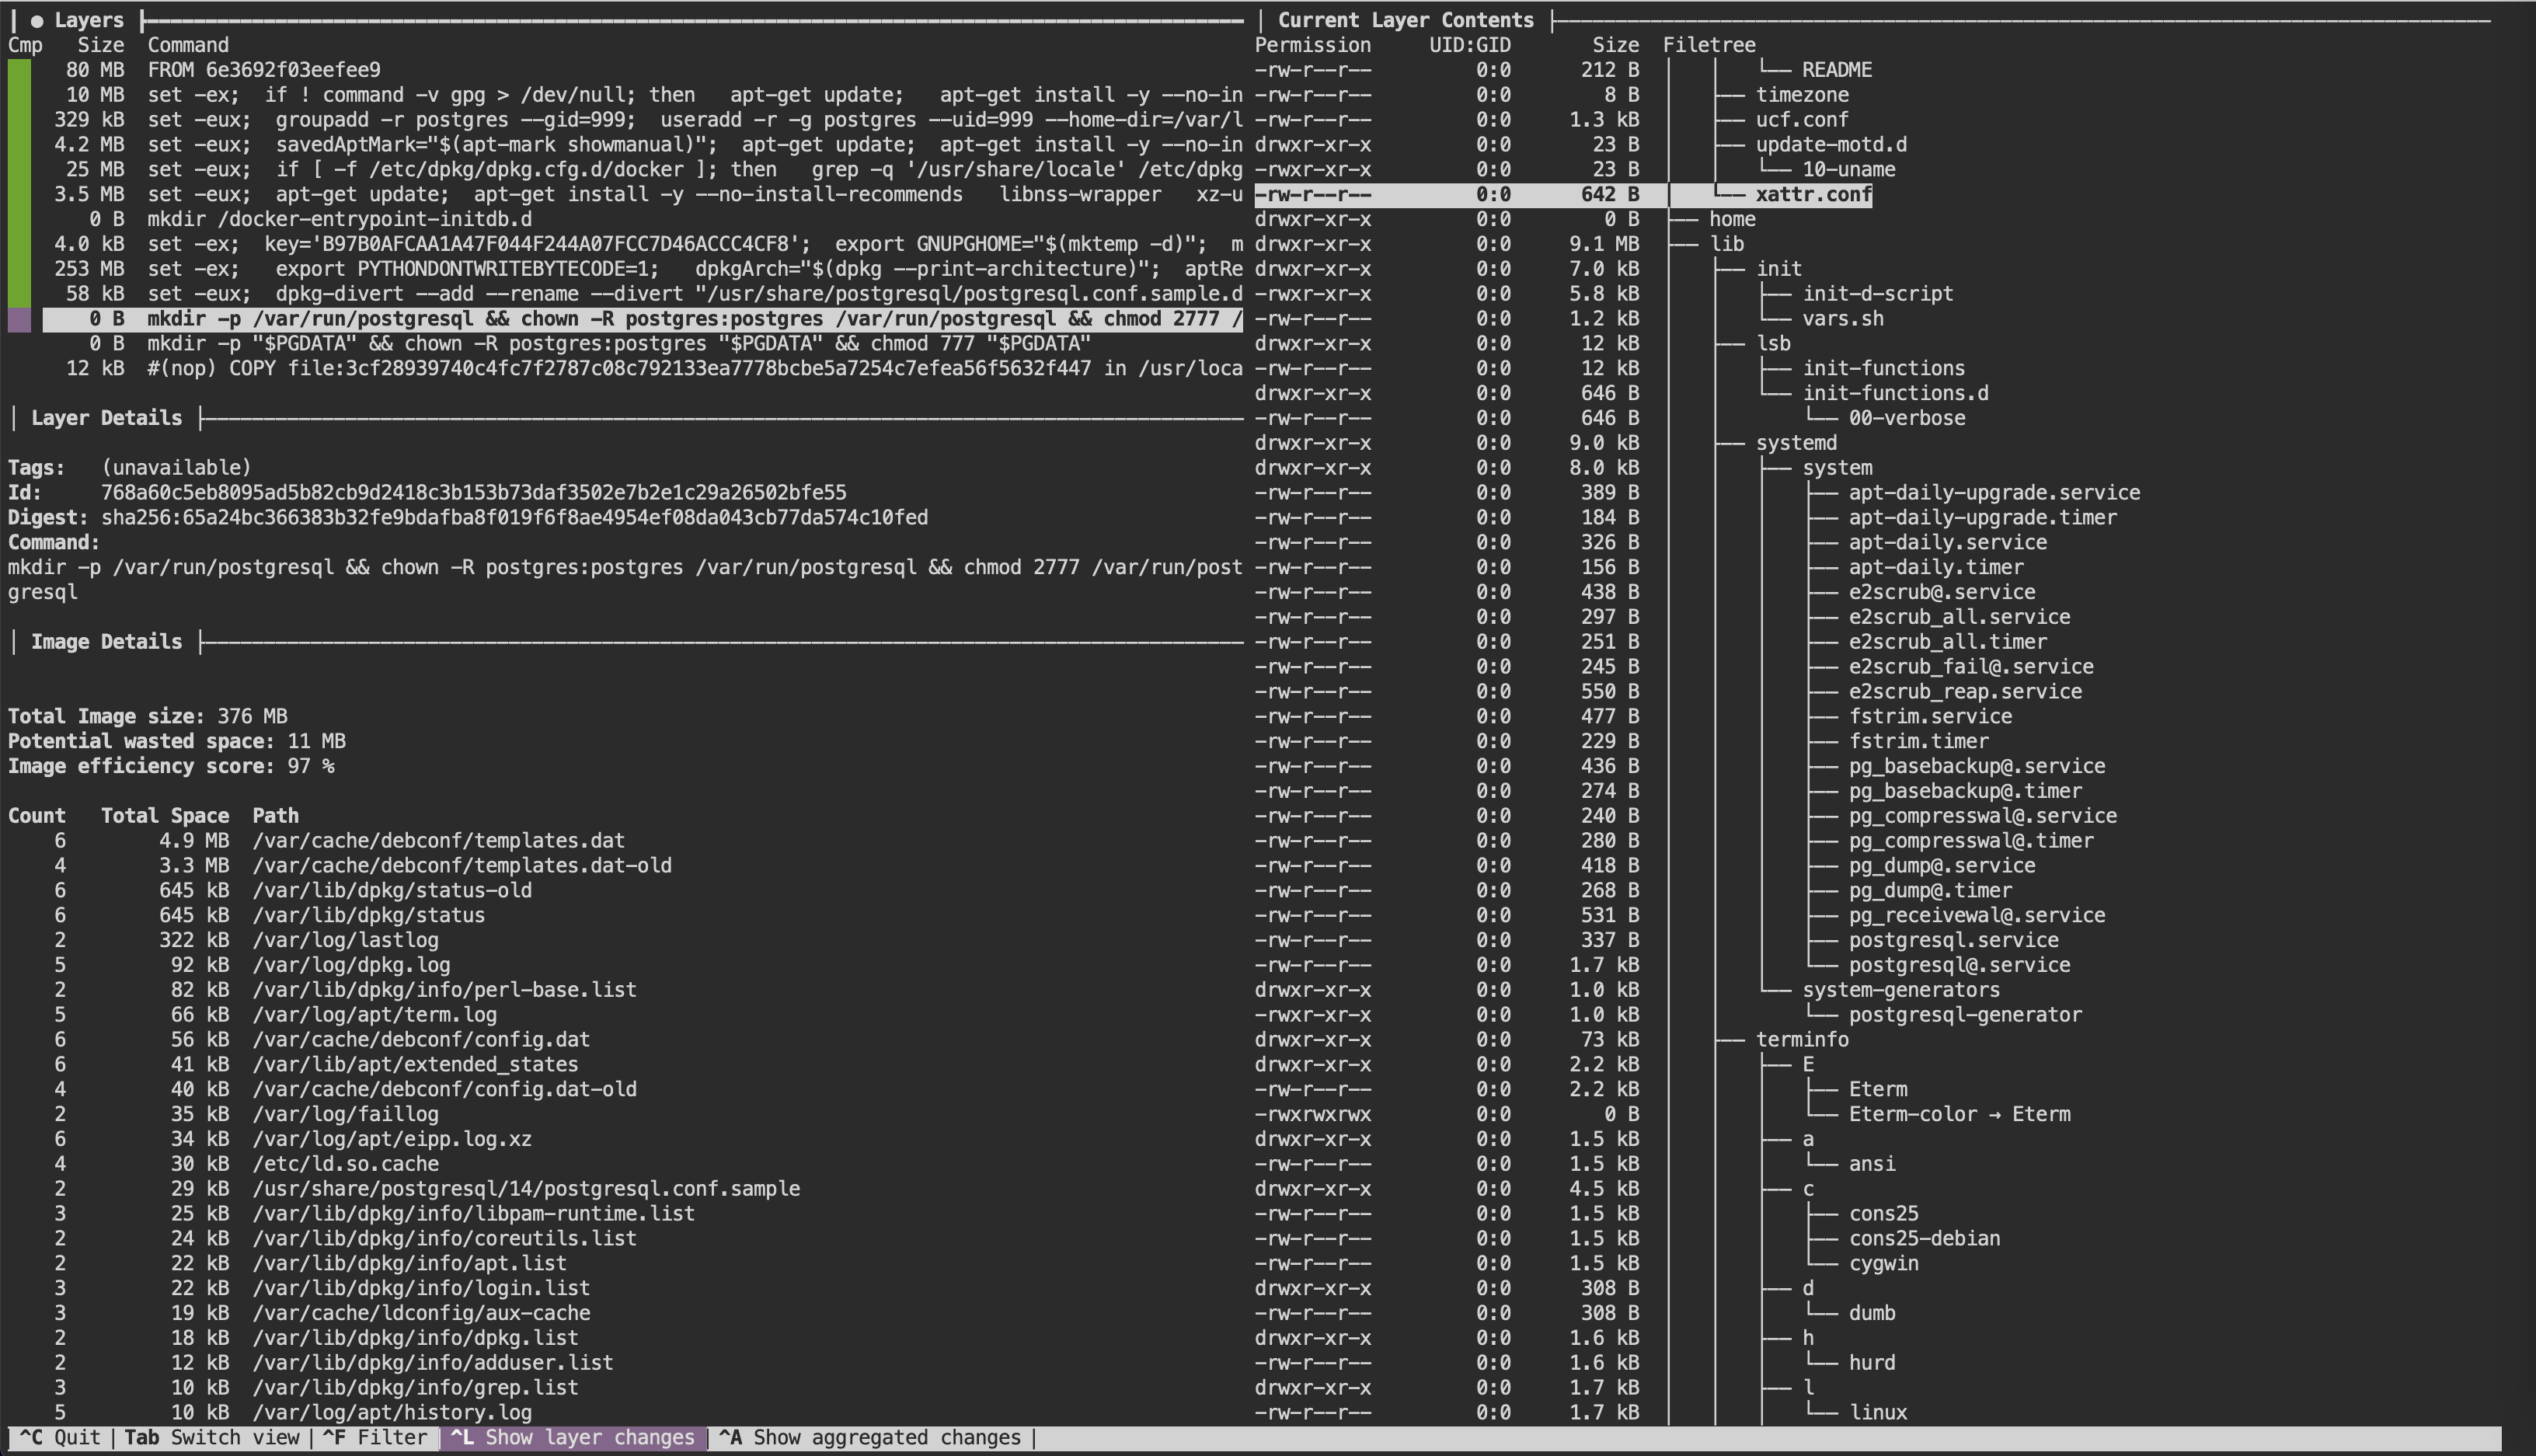 ● Layers
Cmp Size Command
80 MB FROM 6e3692f03eefee9
10 MB set -ex; if ! command -v gpg > /dev/null; then apt-get update; apt-get install -y --no-in
329 kB set -eux; groupadd -r postgres --gid=999; useradd -r -g postgres --uid=999 --home-dir=/var/l
4.2 MB set -eux; savedAptMark="$(apt-mark showmanual)"; apt-get update; apt-get install -y --no-in
25 MB set -eux; if [ -f /etc/dpkg/dpkg.cfg.d/docker ]; then grep -q '/usr/share/locale' /etc/dpkg
3.5 MB set -eux; apt-get update; apt-get install -y --no-install-recommends libnss-wrapper xz-u
0 B mkdir /docker-entrypoint-initdb.d
4.0 kB set -ex; key='B97B0AFCAA1A47F044F244A07FCC7D46ACCC4CF8'; export GNUPGHOME="$(mktemp -d)"; m
253 MB set -ex; export PYTHONDONTWRITEBYTECODE=1; dpkgArch="$(dpkg --print-architecture)"; aptRe
58 kB set -eux; dpkg-divert --add --rename --divert "/usr/share/postgresql/postgresql.conf.sample.d
0 B mkdir -p /var/run/postgresql && chown -R postgres:postgres /var/run/postgresql && chmod 2777 /
0 B mkdir -p "$PGDATA" && chown -R postgres:postgres "$PGDATA" && chmod 777 "$PGDATA"
12 kB #(nop) COPY file:3cf28939740c4fc7f2787c08c792133ea7778bcbe5a7254c7efea56f5632f447 in /usr/loca
Layer Details
Tags: (unavailable)
Id: 768a60c5eb8095ad5b82cb9d2418c3b153b73daf3502e7b2e1c29a26502bfe55
Digest: sha256:65a24bc366383b32fe9bdafba8f019f6f8ae4954ef08da043cb77da574c10fed
Command:
mkdir -p /var/run/postgresql && chown -R postgres:postgres /var/run/postgresql && chmod 2777 /var/run/post
gresql
Image Details
Total Image size: 376 MB
Potential wasted space: 11 MB
Image efficiency score: 97 %
Count Total Space Path
6 4.9 MB /var/cache/debconf/templates.dat
4 3.3 MB /var/cache/debconf/templates.dat-old
6 645 kB /var/lib/dpkg/status-old
6 645 kB /var/lib/dpkg/status
2 322 kB /var/log/lastlog
5 92 kB /var/log/dpkg.log
2 82 kB /var/lib/dpkg/info/perl-base.list
5 66 kB /var/log/apt/term.log
6 56 kB /var/cache/debconf/config.dat
6 41 kB /var/lib/apt/extended_states
4 40 kB /var/cache/debconf/config.dat-old
2 35 kB /var/log/faillog
6 34 kB /var/log/apt/eipp.log.xz
4 30 kB /etc/ld.so.cache
2 29 kB /usr/share/postgresql/14/postgresql.conf.sample
3 25 kB /var/lib/dpkg/info/libpam-runtime.list
2 24 kB /var/lib/dpkg/info/coreutils.list
2 22 kB /var/lib/dpkg/info/apt.list
3 22 kB /var/lib/dpkg/info/login.list
3 19 kB /var/cache/ldconfig/aux-cache
2 18 kB /var/lib/dpkg/info/dpkg.list
2 12 kB /var/lib/dpkg/info/adduser.list
3 10 kB /var/lib/dpkg/info/grep.list
5 10 kB /var/log/apt/history.log
Current Layer Contents
Permission UID:GID Size Filetree
-rw-r--r-- 0:0 212 B │ │ └── README
-rw-r--r-- 0:0 8 B │ ├── timezone
-rw-r--r-- 0:0 1.3 kB │ ├── ucf.conf
drwxr-xr-x 0:0 23 B │ ├── update-motd.d
-rwxr-xr-x 0:0 23 B │ │ └── 10-uname
-rw-r--r-- 0:0 642 B │ └── xattr.conf
drwxr-xr-x 0:0 0 B ├── home
drwxr-xr-x 0:0 9.1 MB ├── lib
drwxr-xr-x 0:0 7.0 kB │ ├── init
-rwxr-xr-x 0:0 5.8 kB │ │ ├── init-d-script
-rwxr-xr-x 0:0 1.2 kB │ │ └── vars.sh
drwxr-xr-x 0:0 12 kB │ ├── lsb
-rw-r--r-- 0:0 12 kB │ │ ├── init-functions
drwxr-xr-x 0:0 646 B │ │ └── init-functions.d
-rw-r--r-- 0:0 646 B │ │ └── 00-verbose
drwxr-xr-x 0:0 9.0 kB │ ├── systemd
drwxr-xr-x 0:0 8.0 kB │ │ ├── system
-rw-r--r-- 0:0 389 B │ │ │ ├── apt-daily-upgrade.service
-rw-r--r-- 0:0 184 B │ │ │ ├── apt-daily-upgrade.timer
-rw-r--r-- 0:0 326 B │ │ │ ├── apt-daily.service
-rw-r--r-- 0:0 156 B │ │ │ ├── apt-daily.timer
-rw-r--r-- 0:0 438 B │ │ │ ├── e2scrub@.service
-rw-r--r-- 0:0 297 B │ │ │ ├── e2scrub_all.service
-rw-r--r-- 0:0 251 B │ │ │ ├── e2scrub_all.timer
-rw-r--r-- 0:0 245 B │ │ │ ├── e2scrub_fail@.service
-rw-r--r-- 0:0 550 B │ │ │ ├── e2scrub_reap.service
-rw-r--r-- 0:0 477 B │ │ │ ├── fstrim.service
-rw-r--r-- 0:0 229 B │ │ │ ├── fstrim.timer
-rw-r--r-- 0:0 436 B │ │ │ ├── pg_basebackup@.service
-rw-r--r-- 0:0 274 B │ │ │ ├── pg_basebackup@.timer
-rw-r--r-- 0:0 240 B │ │ │ ├── pg_compresswal@.service
-rw-r--r-- 0:0 280 B │ │ │ ├── pg_compresswal@.timer
-rw-r--r-- 0:0 418 B │ │ │ ├── pg_dump@.service
-rw-r--r-- 0:0 268 B │ │ │ ├── pg_dump@.timer
-rw-r--r-- 0:0 531 B │ │ │ ├── pg_receivewal@.service
-rw-r--r-- 0:0 337 B │ │ │ ├── postgresql.service
-rw-r--r-- 0:0 1.7 kB │ │ │ └── postgresql@.service
drwxr-xr-x 0:0 1.0 kB │ │ └── system-generators
-rwxr-xr-x 0:0 1.0 kB │ │ └── postgresql-generator
drwxr-xr-x 0:0 73 kB │ ├── terminfo
drwxr-xr-x 0:0 2.2 kB │ │ ├── E
-rw-r--r-- 0:0 2.2 kB │ │ │ ├── Eterm
-rwxrwxrwx 0:0 0 B │ │ │ └── Eterm-color → Eterm
drwxr-xr-x 0:0 1.5 kB │ │ ├── a
-rw-r--r-- 0:0 1.5 kB │ │ │ └── ansi
drwxr-xr-x 0:0 4.5 kB │ │ ├── c
-rw-r--r-- 0:0 1.5 kB │ │ │ ├── cons25
-rw-r--r-- 0:0 1.5 kB │ │ │ ├── cons25-debian
-rw-r--r-- 0:0 1.5 kB │ │ │ └── cygwin
drwxr-xr-x 0:0 308 B │ │ ├── d
-rw-r--r-- 0:0 308 B │ │ │ └── dumb
drwxr-xr-x 0:0 1.6 kB │ │ ├── h
-rw-r--r-- 0:0 1.6 kB │ │ │ └── hurd
drwxr-xr-x 0:0 1.7 kB │ │ ├── l
-rw-r--r-- 0:0 1.7 kB │ │ │ └── linux
^C Quit | Tab Switch view | ^F Filter | ^L Show layer changes | ^A Show aggregated changes |